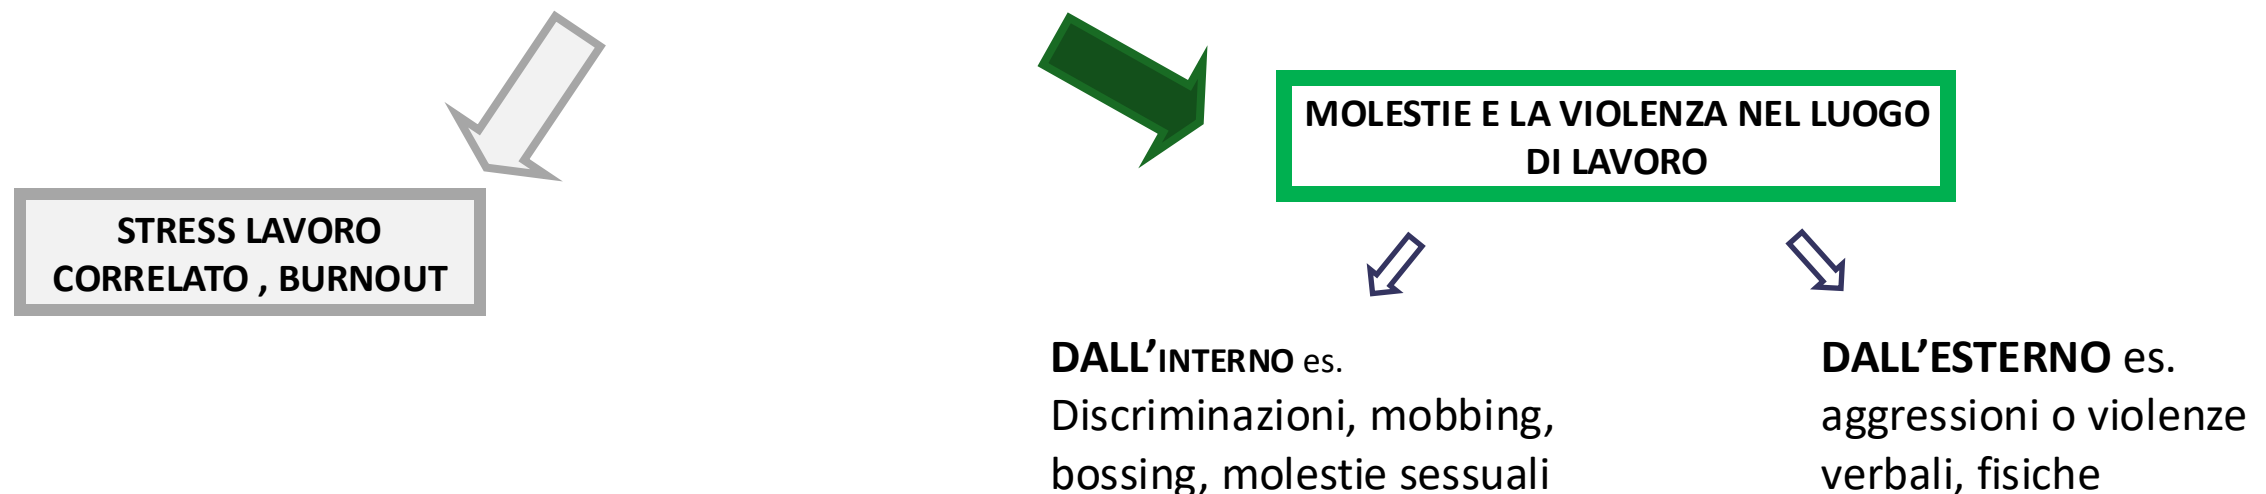 MOLESTIE E LA VIOLENZA NEL LUOGO
DI LAVORO
STRESS LAVORO
CORRELATO , BURNOUT
DALL’INTERNO es.
Discriminazioni, mobbing,
bossing, molestie sessuali
DALL’ESTERNO es.
aggressioni o violenze
verbali, fisiche